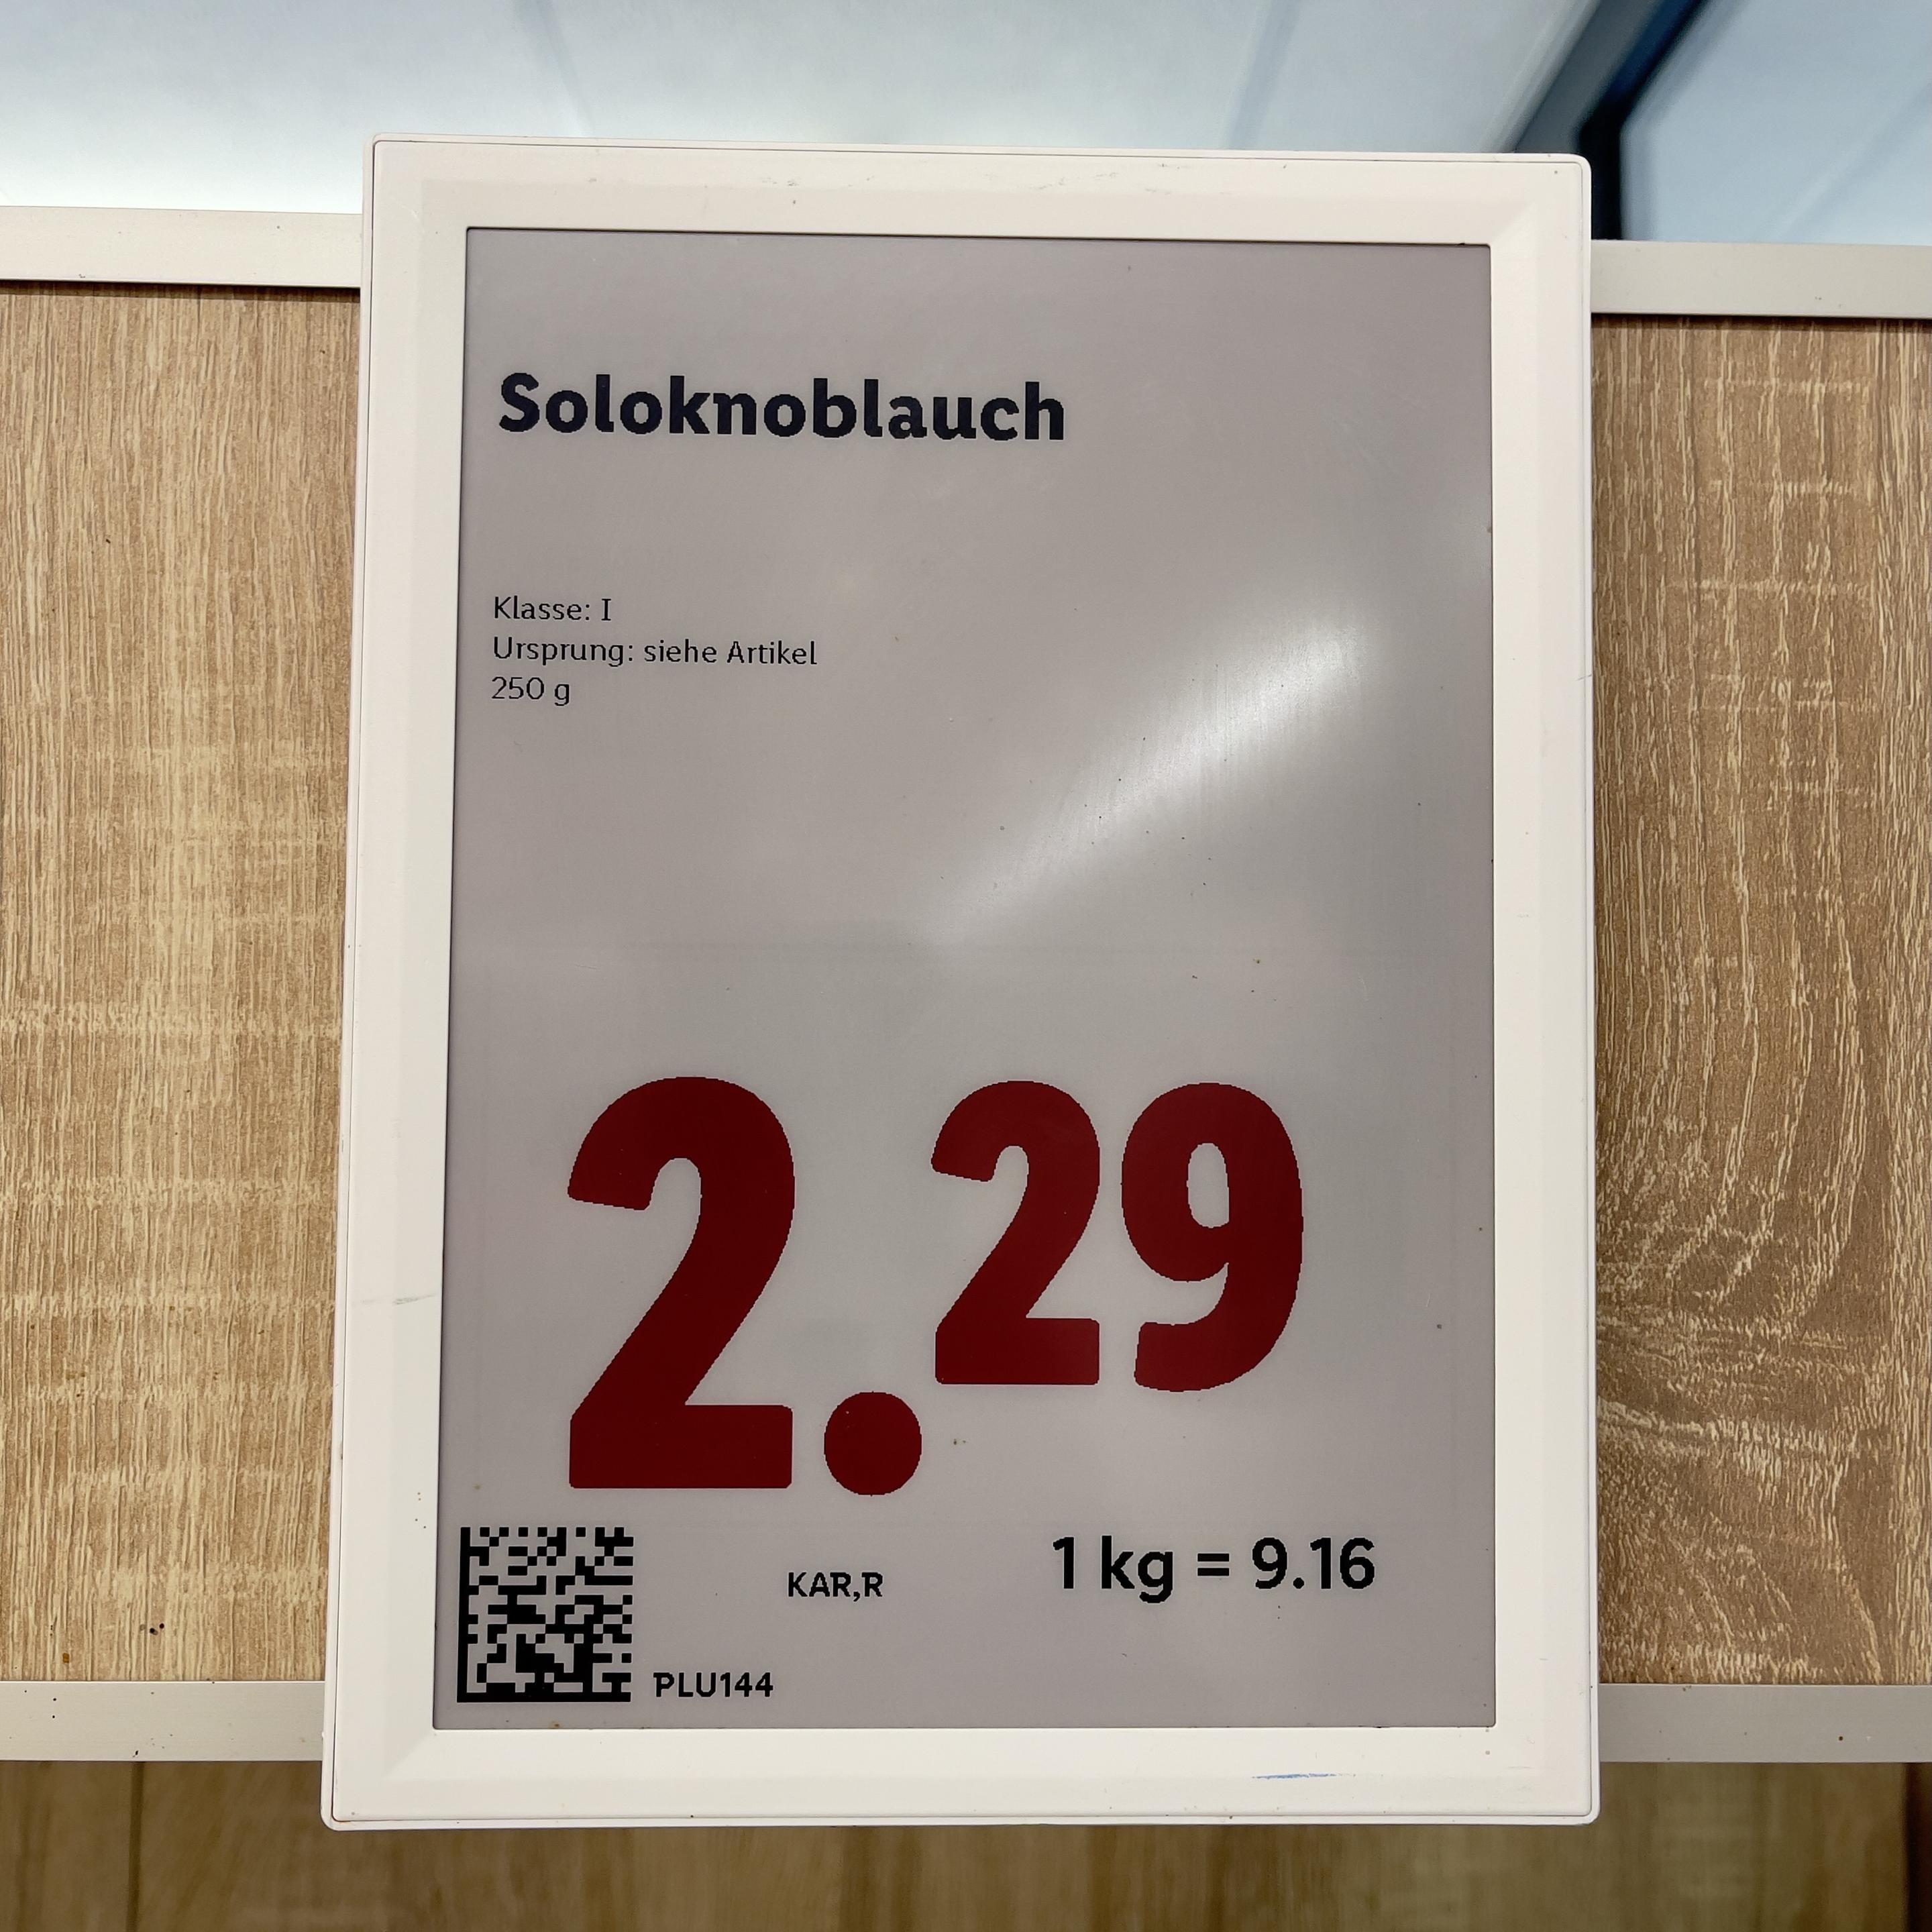 Soloknoblauch
Klasse: I
Ursprung: siehe Artikel
250 g
2.29
KAR,R
1 kg = 9.16
PLU144